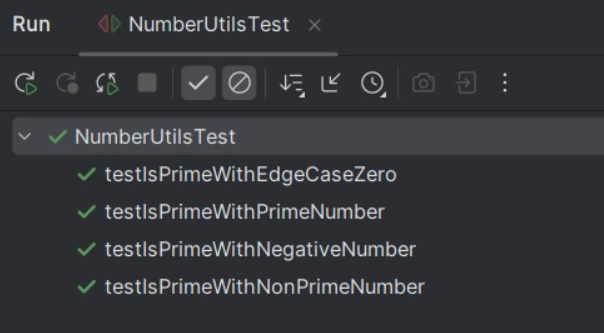 Run NumberUtilsTest
NumberUtilsTest
testIsPrimeWithEdgeCaseZero
testIsPrimeWithPrimeNumber
testIsPrimeWithNegativeNumber
testIsPrimeWithNonPrimeNumber